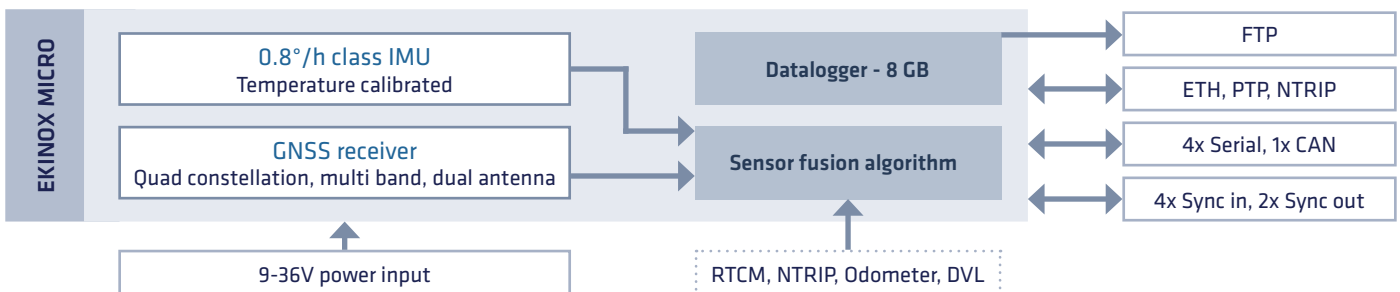 EKINOX MICRO
0.8°/h class IMU
Temperature calibrated
GNSS receiver
Quad constellation, multi band, dual antenna
9-36V power input
Datalogger - 8 GB
Sensor fusion algorithm
RTCM, NTRIP, Odometer, DVL
FTP
ETH, PTP, NTRIP
4x Serial, 1x CAN
4x Sync in, 2x Sync out